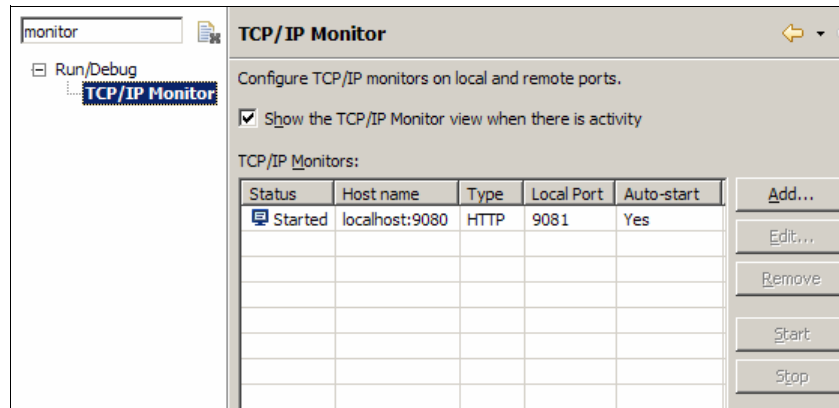 monitor
Run/Debug
TCP/IP Monitor
TCP/IP Monitor
Configure TCP/IP monitors on local and remote ports.
Show the TCP/IP Monitor view when there is activity
TCP/IP Monitors:
Status Host name Type Local Port Auto-start
Started localhost:9080 HTTP 9081 Yes
Add...
Edit...
Remove
Start
Stop